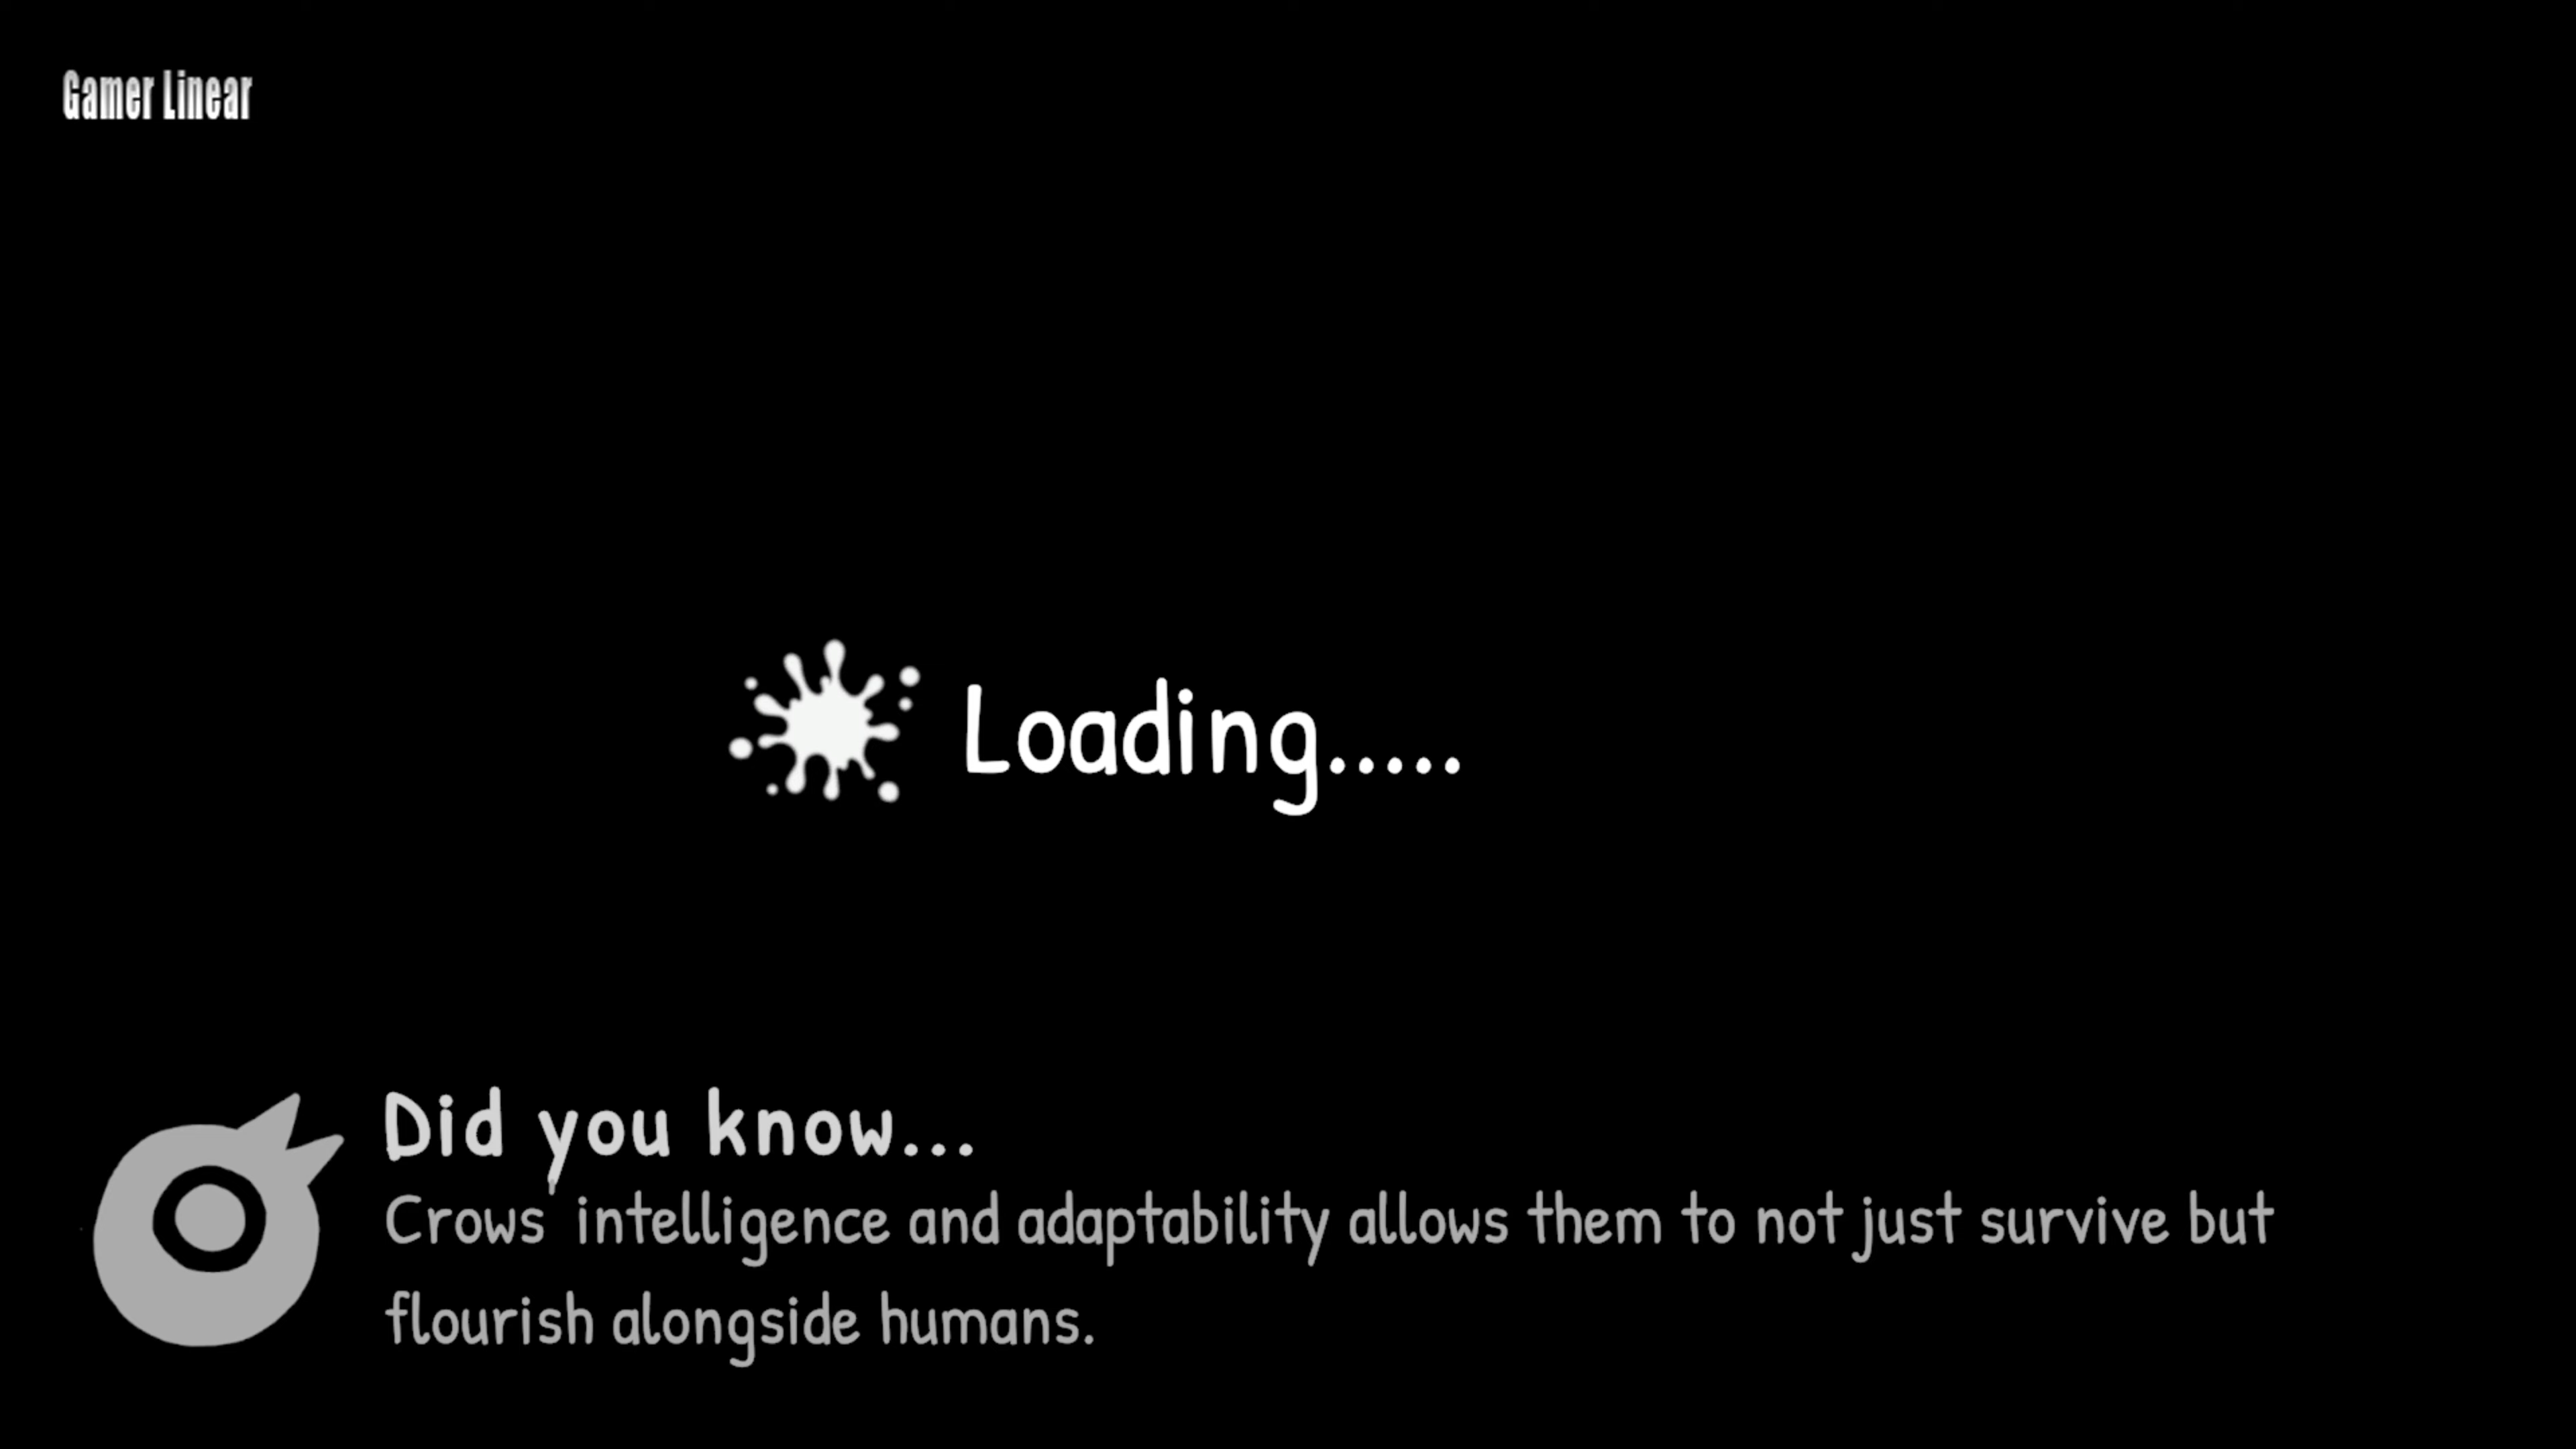 Gamer Linear
Loading.....
Did you know...
Crows' intelligence and adaptability allows them to not just survive but
flourish alongside humans.